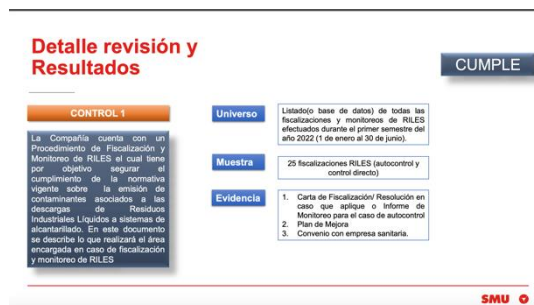 Detalle revisión y
Resultados
CUMPLE
CONTROL 1
La Compañía cuenta con un
Procedimiento de Fiscalización y
Monitoreo de RILES el cual tiene
por objetivo segurar el
cumplimiento de la normativa
vigente sobre la emisión de
contaminantes asociados a las
descargas de Residuos
Industriales Líquidos a sistemas de
alcantarillado. En este documento
se describe lo que realizará el área
encargada en caso de fiscalización
y monitoreo de RILES
Universo
Listado(o base de datos) de todas las
fiscalizaciones y monitoreos de RILES
efectuados durante el primer semestre del
año 2022 (1 de enero al 30 de junio).
Muestra
25 fiscalizaciones RILES (autocontrol y
control directo)
Evidencia
1. Carta de Fiscalización/ Resolución en
caso que aplique o Informe de
Monitoreo para el caso de autocontrol
2. Plan de Mejora
3. Convenio con empresa sanitaria.
SMU